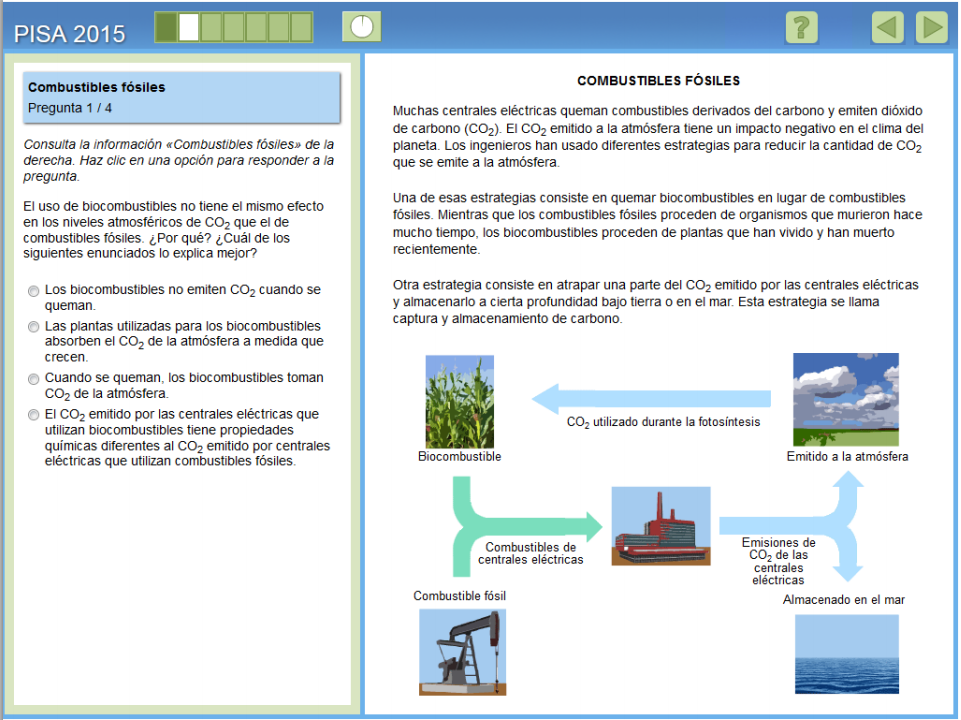 PISA 2015
?
Combustibles fósiles
Pregunta 1 / 4
Consulta la información «Combustibles fósiles» de la
derecha. Haz clic en una opción para responder a la
pregunta.
El uso de biocombustibles no tiene el mismo efecto
en los niveles atmosféricos de CO₂ que el de
combustibles fósiles. ¿Por qué? ¿Cuál de los
siguientes enunciados lo explica mejor?
Los biocombustibles no emiten CO₂ cuando se
queman.
Las plantas utilizadas para los biocombustibles
absorben el CO₂ de la atmósfera a medida que
crecen.
Cuando se queman, los biocombustibles toman
CO₂ de la atmósfera.
El CO₂ emitido por las centrales eléctricas que
utilizan biocombustibles tiene propiedades
químicas diferentes al CO₂ emitido por centrales
eléctricas que utilizan combustibles fósiles.
COMBUSTIBLES FÓSILES
Muchas centrales eléctricas queman combustibles derivados del carbono y emiten dióxido
de carbono (CO₂). El CO₂ emitido a la atmósfera tiene un impacto negativo en el clima del
planeta. Los ingenieros han usado diferentes estrategias para reducir la cantidad de CO₂
que se emite a la atmósfera.
Una de esas estrategias consiste en quemar biocombustibles en lugar de combustibles
fósiles. Mientras que los combustibles fósiles proceden de organismos que murieron hace
mucho tiempo, los biocombustibles proceden de plantas que han vivido y han muerto
recientemente.
Otra estrategia consiste en atrapar una parte del CO₂ emitido por las centrales eléctricas
y almacenarlo a cierta profundidad bajo tierra o en el mar. Esta estrategia se llama
captura y almacenamiento de carbono.
CO₂ utilizado durante la fotosíntesis
Biocombustible
Emitido a la atmósfera
Combustibles de
centrales eléctricas
Emisiones de
CO₂ de las
centrales
eléctricas
Combustible fósil
Almacenado en el mar